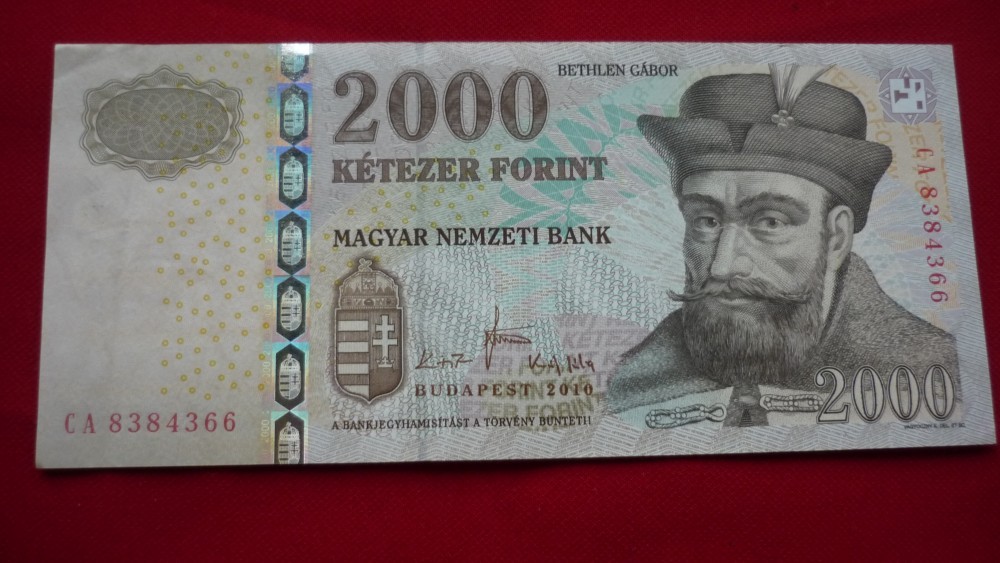 2000
BETHLEN GÁBOR
KÉTEZER FORINT
MAGYAR NEMZETI BANK
CA 8384366
BUDAPEST 2010
A BANKJEGYHAMISÍTÁST A TÖRVÉNY BÜNTETI!
CA 8384366
2000